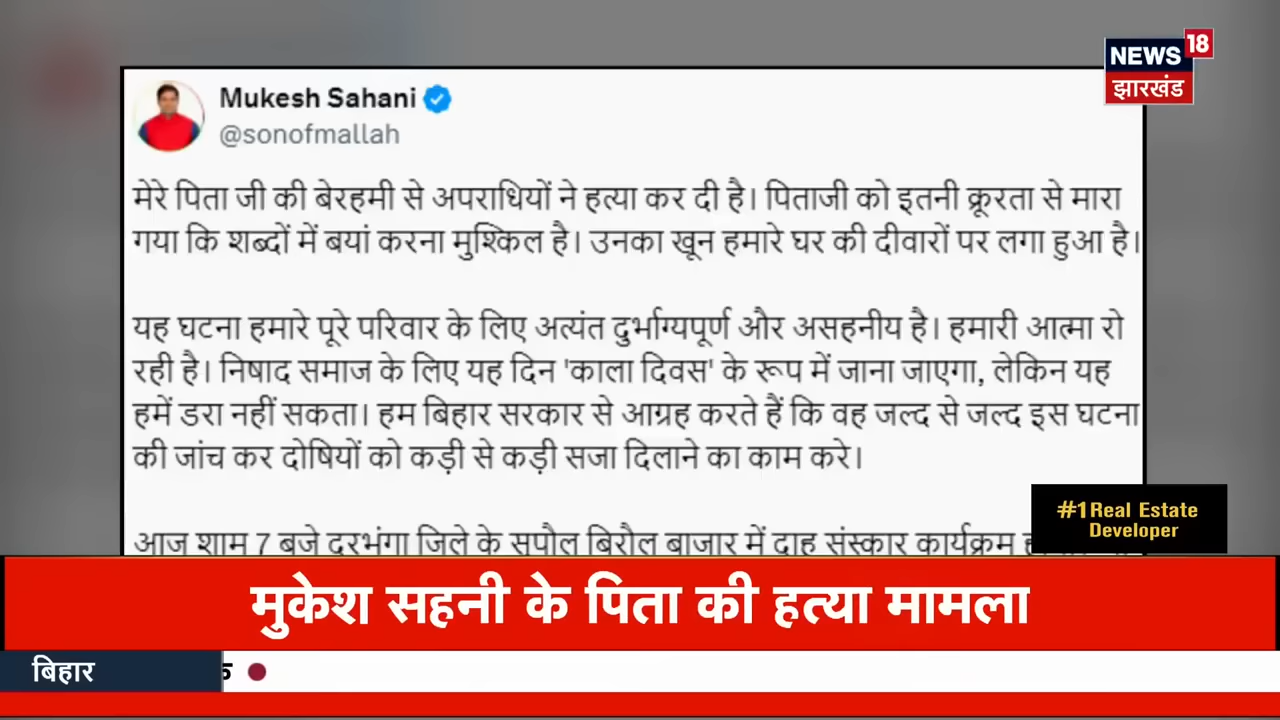 Mukesh Sahani
@sonofmallah
NEWS 18
झारखंड
मेरे पिता जी की बेरहमी से अपराधियों ने हत्या कर दी है। पिताजी को इतनी क्रूरता से मारा
गया कि शब्दों में बयां करना मुश्किल है। उनका खून हमारे घर की दीवारों पर लगा हुआ है।
यह घटना हमारे पूरे परिवार के लिए अत्यंत दुर्भाग्यपूर्ण और असहनीय है। हमारी आत्मा रो
रही है। निषाद समाज के लिए यह दिन 'काला दिवस' के रूप में जाना जाएगा, लेकिन यह
हमें डरा नहीं सकता। हम बिहार सरकार से आग्रह करते हैं कि वह जल्द से जल्द इस घटना
की जांच कर दोषियों को कड़ी से कड़ी सजा दिलाने का काम करे।
आज शाम 7 बजे दरभंगा जिले के सुपौल बिरौल बाजार में दाह संस्कार कार्यक्रम
#1 Real Estate
Developer
मुकेश सहनी के पिता की हत्या मामला
बिहार